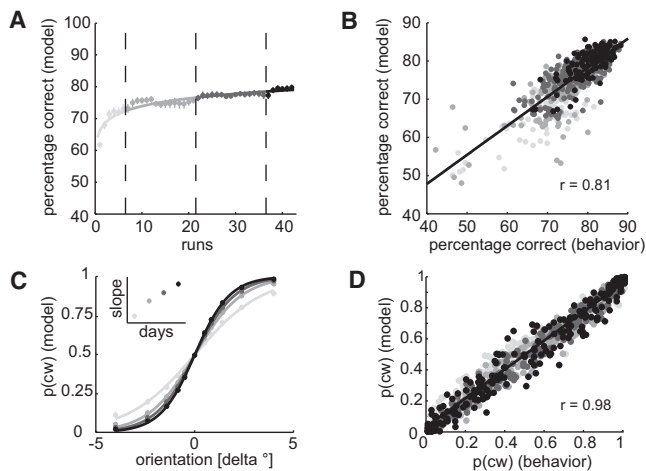 A
percentage correct (model)
100
90
80
70
60
50
40
0
10
20
30
40
runs
B
percentage correct (model)
90
80
70
60
50
40
40
50
60
70
80
90
r = 0.81
percentage correct (behavior)
C
p(cw) (model)
1
0.75
0.5
0.25
0
slope
days
-5
0
5
orientation [delta °]
D
p(cw) (model)
1
0.8
0.6
0.4
0.2
0
0
0.2
0.4
0.6
0.8
1
r = 0.98
p(cw) (behavior)